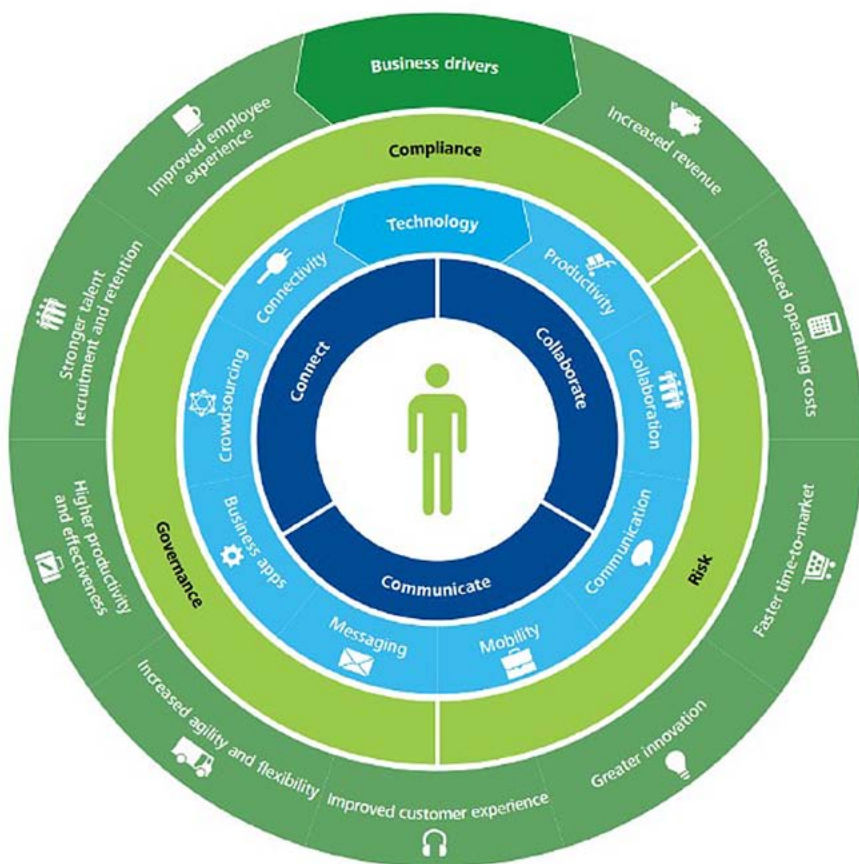 Business drivers
Increased revenue
Reduced operating costs
Faster time-to-market
Greater innovation
Improved customer experience
Increased agility and flexibility
Higher productivity
and effectiveness
Stronger talent
recruitment and retention
Improved employee
experience
Compliance
Risk
Governance
Technology
Productivity
Collaboration
Communication
Mobility
Messaging
Business apps
Crowdsourcing
Connectivity
Connect
Collaborate
Communicate